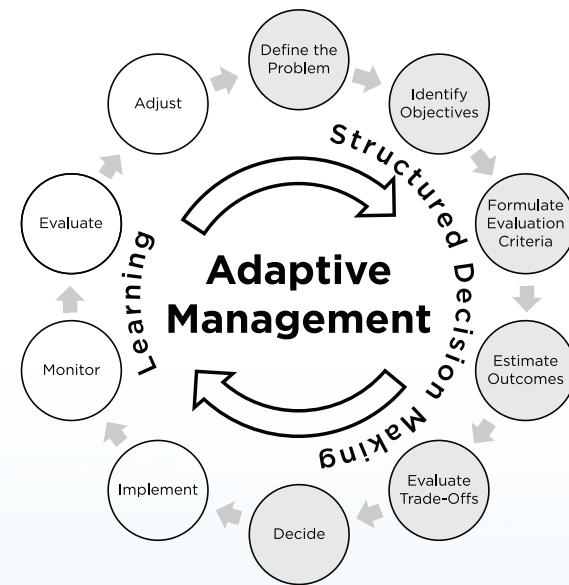 Define the
Problem
Identify
Objectives
Formulate
Evaluation
Criteria
Estimate
Outcomes
Evaluate
Trade-Offs
Decide
Implement
Monitor
Evaluate
Adjust
Structured Decision Making
Learning
Adaptive
Management